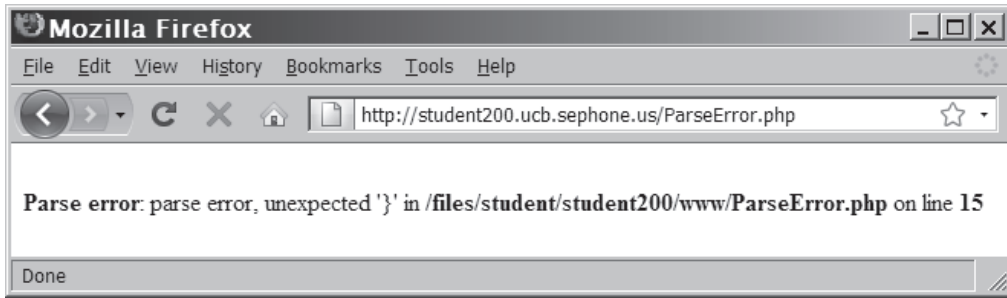 Mozilla Firefox
File Edit View History Bookmarks Tools Help
http://student200.ucb.sephone.us/ParseError.php
Parse error: parse error, unexpected '}' in /files/student/student200/www/ParseError.php on line 15
Done